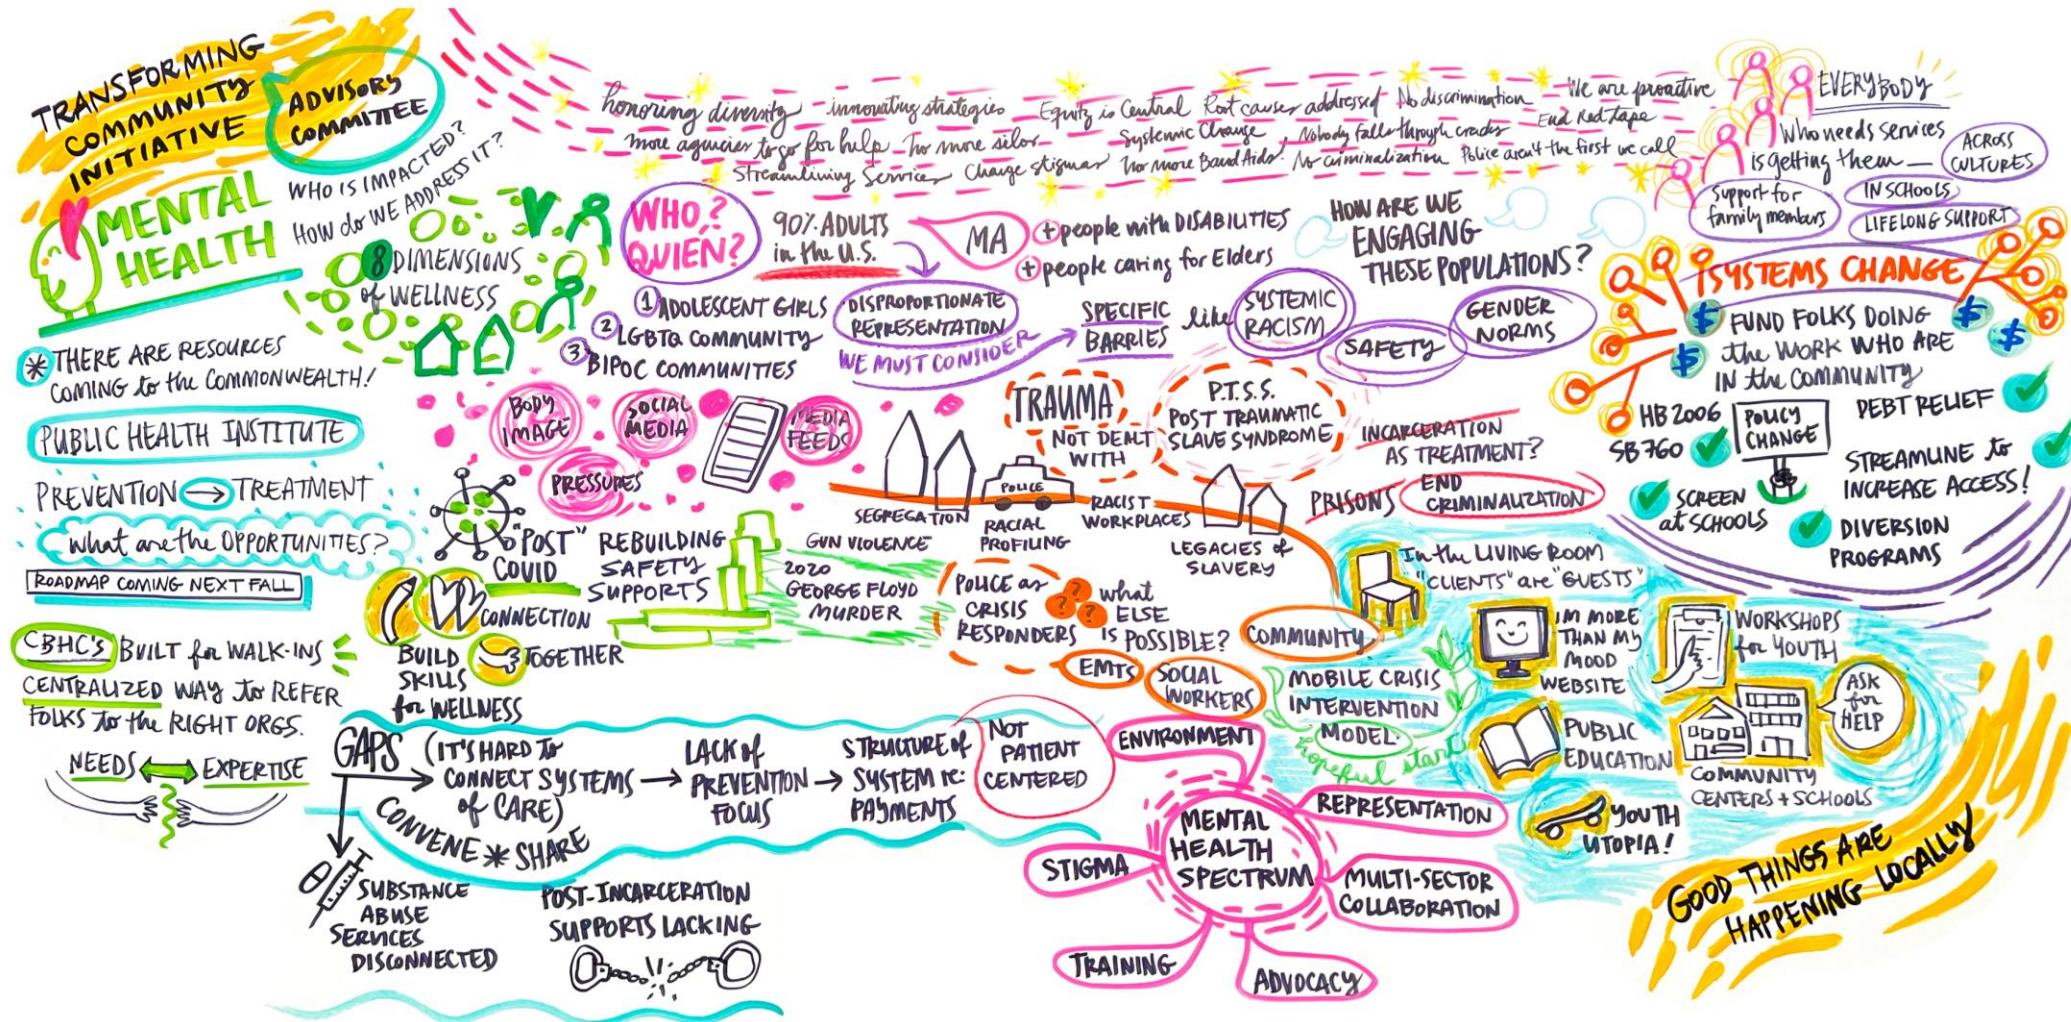 TRANSFORMING
COMMUNITY
INITIATIVE
ADVISORY
COMMITTEE
MENTAL
HEALTH
WHO IS IMPACTED?
HOW do WE ADDRESS IT?
8 DIMENSIONS
of WELLNESS
* THERE ARE RESOURCES
COMING to the COMMONWEALTH!
PUBLIC HEALTH INSTITUTE
PREVENTION → TREATMENT
What are the OPPORTUNITIES?
ROADMAP COMING NEXT FALL
CBHC'S BUILT for WALK-INS
CENTRALIZED WAY to REFER
FOLKS to the RIGHT ORGS.
NEEDS ↔ EXPERTISE
honoring diversity - innovating strategies Equity is Central Root causes addressed No discrimination We are proactive
more agencies to go for help No more silos Systemic Change Nobody falls through cracks End Red tape
Streamlining Services Change stigmas No more Band Aids! No criminalization Police aren't the first we call
EVERYBODY
Who needs services
is getting them —
ACROSS
CULTURES
Support for
family members
IN SCHOOLS
LIFELONG SUPPORT
WHO?
QUIEN?
90% ADULTS
in the U.S.
MA
+ people with DISABILITIES
+ people caring for Elders
HOW ARE WE
ENGAGING
THESE POPULATIONS?
① ADOLESCENT GIRLS
② LGBTQ COMMUNITY
③ BIPOC COMMUNITIES
DISPROPORTIONATE
REPRESENTATION
WE MUST CONSIDER
SPECIFIC
BARRIES
like
SYSTEMIC
RACISM
SAFETY
GENDER
NORMS
BODY
IMAGE
SOCIAL
MEDIA
MEDIA
FEEDS
PRESSURES
TRAUMA
NOT DEALT
WITH
P.T.S.S.
POST TRAUMATIC
SLAVE SYNDROME
INCARCERATION
AS TREATMENT?
PRISONS
END
CRIMINALIZATION
SEGREGATION
POLICE
RACIAL
PROFILING
RACIST
WORKPLACES
LEGACIES of
SLAVERY
"POST"
COVID
REBUILDING
SAFETY
SUPPORTS
GUN VIOLENCE
2020
GEORGE FLOYD
MURDER
CONNECTION
BUILD
SKILLS
for WELLNESS
TOGETHER
POLICE as
CRISIS
RESPONDERS
? ? ?
what
ELSE
IS POSSIBLE?
EMTS
SOCIAL
WORKERS
COMMUNITY
SYSTEMS CHANGE
$ $ $ $
FUND FOLKS DOING
the WORK WHO ARE
IN the COMMUNITY
HB 2006
SB 760
POLICY
CHANGE
DEBT RELIEF
STREAMLINE to
INCREASE ACCESS!
SCREEN
at SCHOOLS
DIVERSION
PROGRAMS
In the LIVING ROOM
"CLIENTS" are "GUESTS"
MOBILE CRISIS
INTERVENTION
MODEL
hopeful start
IM MORE
THAN MY
MOOD
WEBSITE
WORKSHOPS
for YOUTH
PUBLIC
EDUCATION
ASK
for
HELP
COMMUNITY
CENTERS + SCHOOLS
YOUTH
UTOPIA!
GOOD THINGS ARE
HAPPENING LOCALLY
GAPS (IT'S HARD to
CONNECT SYSTEMS
of CARE)
→ LACK of
PREVENTION
FOCUS
→ STRUCTURE of
SYSTEM re:
PAYMENTS
NOT
PATIENT
CENTERED
CONVENE * SHARE
SUBSTANCE
ABUSE
SERVICES
DISCONNECTED
POST-INCARCERATION
SUPPORTS LACKING
MENTAL
HEALTH
SPECTRUM
ENVIRONMENT
REPRESENTATION
MULTI-SECTOR
COLLABORATION
ADVOCACY
TRAINING
STIGMA